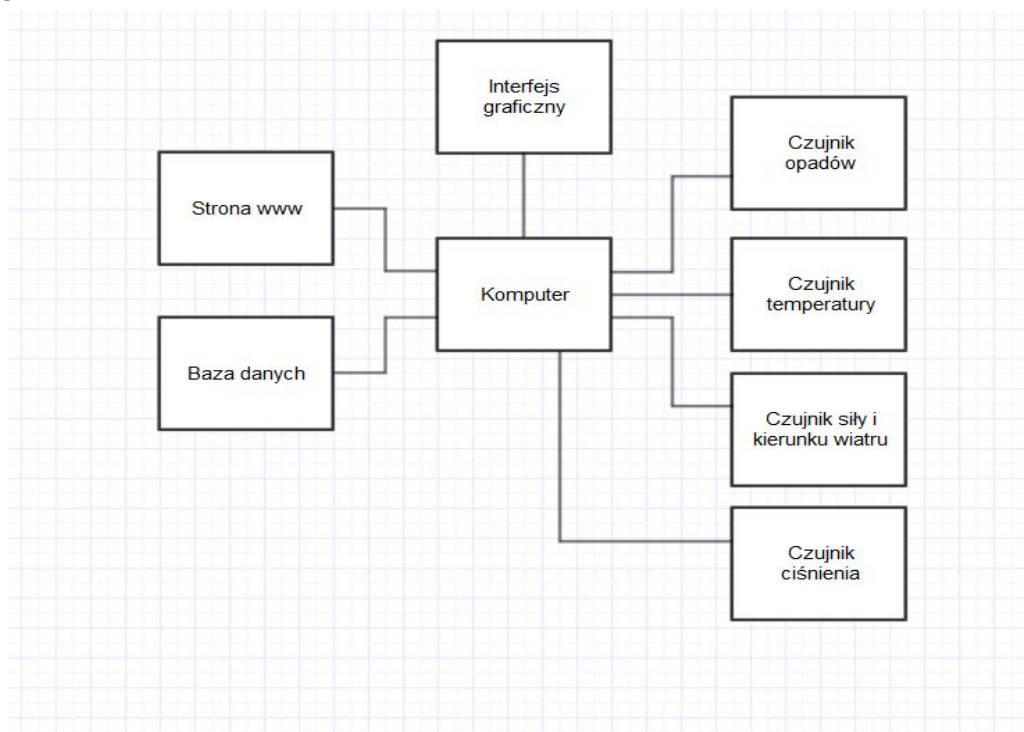 Interfejs
graficzny
Czujnik
opadów
Strona www
Komputer
Czujnik
temperatury
Baza danych
Czujnik siły i
kierunku wiatru
Czujnik
ciśnienia